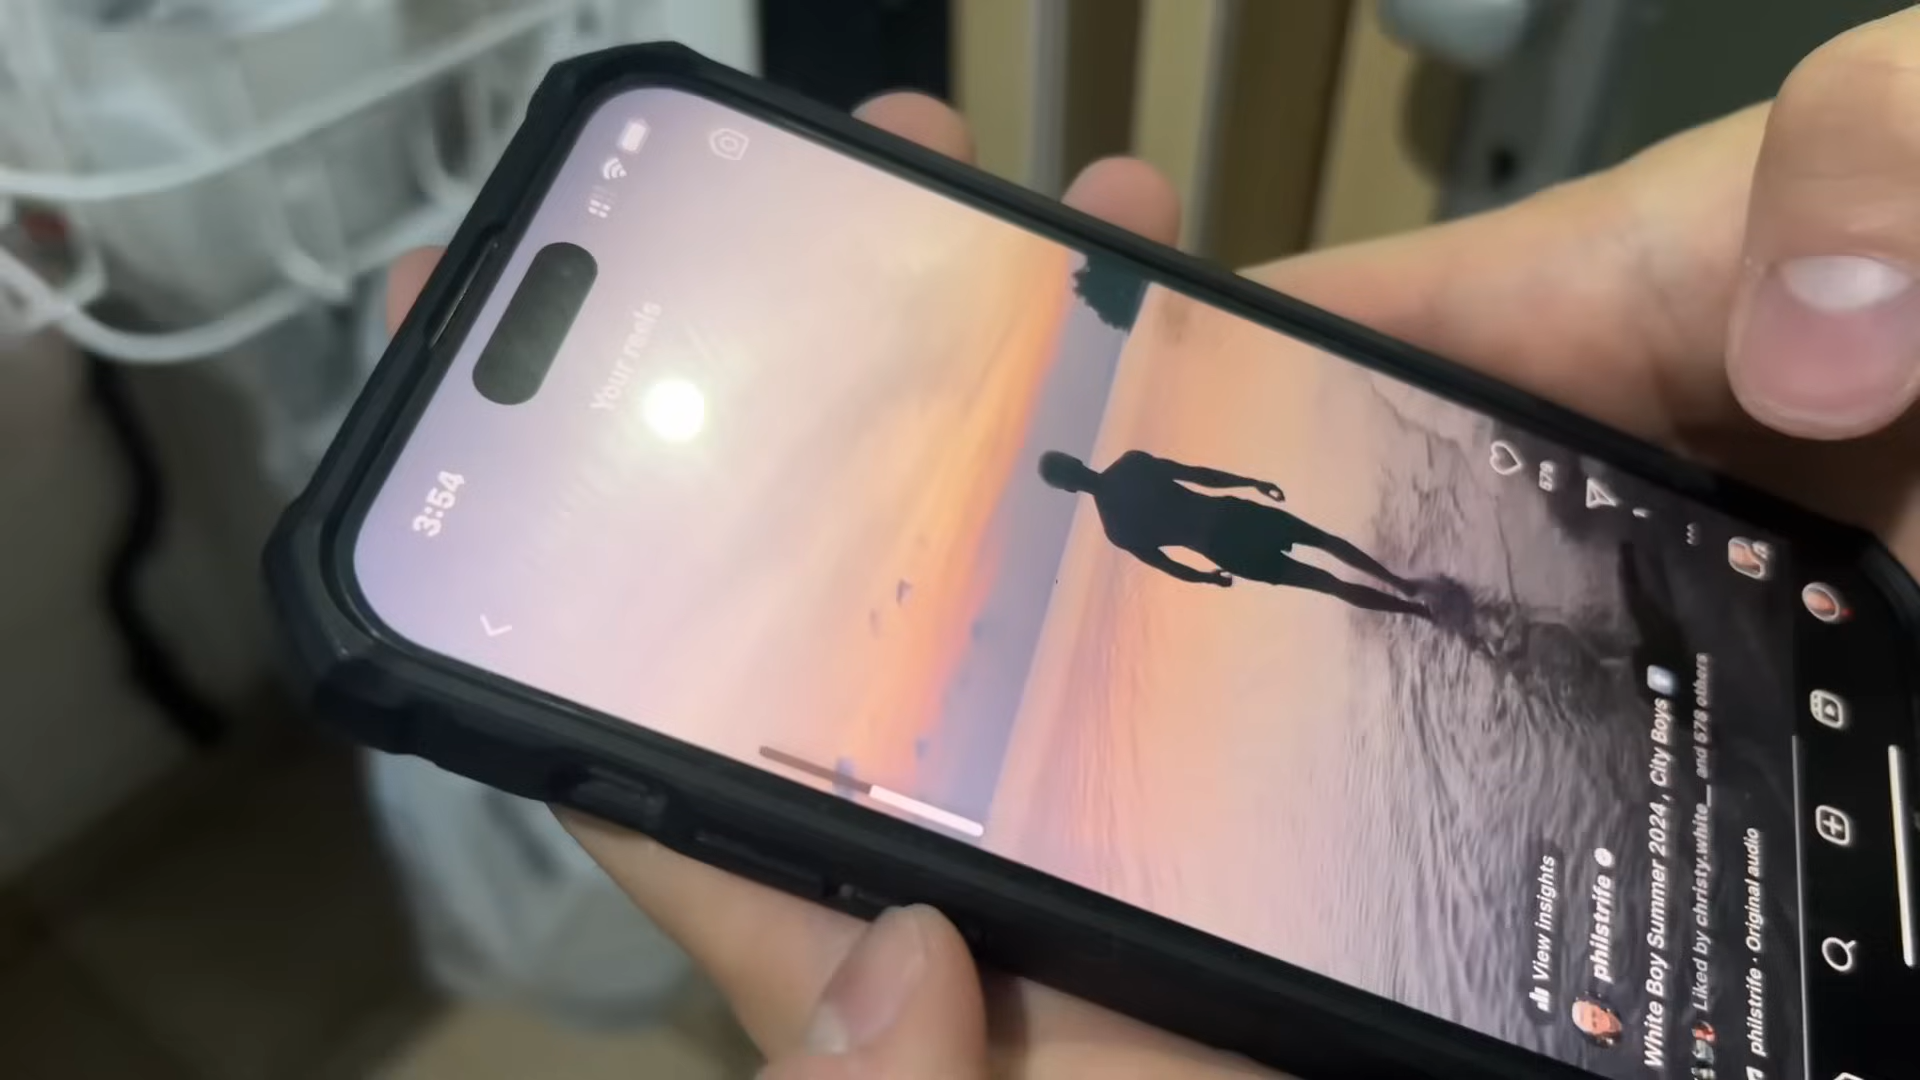 3:54
Your reels
579
View insights
philstrife
White Boy Summer 2024, City Boys
Liked by christy.white__ and 578 others
philstrife · Original audio